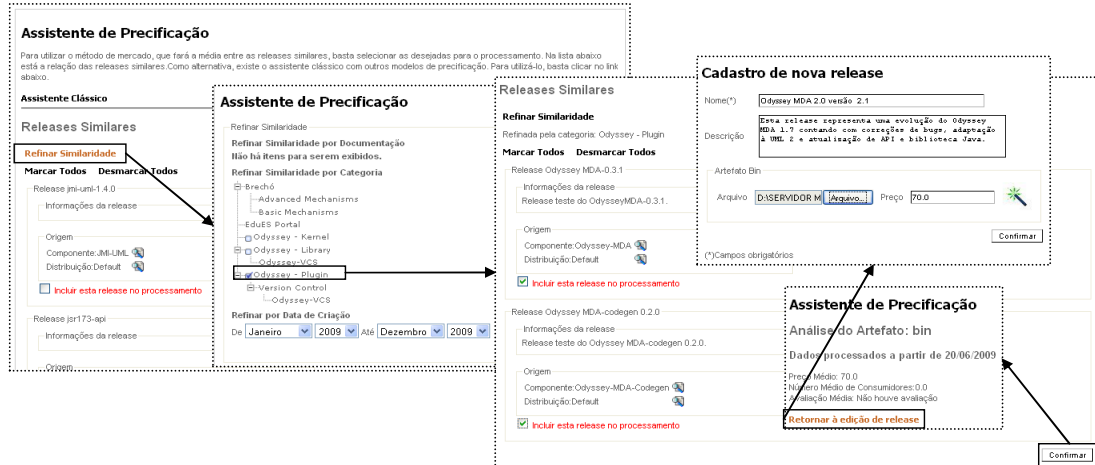 Assistente de Precificação
Para utilizar o método de mercado, que fará a média entre as releases similares, basta selecionar as desejadas para o processamento. Na lista abaixo
está a relação das releases similares.Como alternativa, existe o assistente clássico com outros modelos de precificação. Para utilizá-lo, basta clicar no link
abaixo.
Assistente Clássico
Releases Similares
Refinar Similaridade
Marcar Todos Desmarcar Todos
Release jmi-uml-1.4.0
Informações da release
Origem
Componente:JMI-UML
Distribuição:Default
Incluir esta release no processamento
Release jsr173-api
Informações da release
Origem
Assistente de Precificação
Refinar Similaridade
Refinar Similaridade por Documentação
Não há itens para serem exibidos.
Refinar Similaridade por Categoria
Brechó
Advanced Mechanisms
Basic Mechanisms
EduES Portal
Odyssey - Kernel
Odyssey - Library
Odyssey-VCS
Odyssey - Plugin
Version Control
Odyssey-VCS
Refinar por Data de Criação
De Janeiro 2009 Até Dezembro 2009
Releases Similares
Refinar Similaridade
Refinada pela categoria: Odyssey - Plugin
Marcar Todos Desmarcar Todos
Release Odyssey MDA-0.3.1
Informações da release
Release teste do OdysseyMDA-0.3.1.
Origem
Componente:Odyssey-MDA
Distribuição:Default
Incluir esta release no processamento
Release Odyssey MDA-codegen 0.2.0
Informações da release
Release teste do Odyssey MDA-codegen 0.2.0.
Origem
Componente:Odyssey-MDA-Codegen
Distribuição:Default
Incluir esta release no processamento
Confirmar
Assistente de Precificação
Análise do Artefato: bin
Dados processados a partir de 20/06/2009
Preço Médio: 70.0
Número Médio de Consumidores:0.0
Avaliação Média: Não houve avaliação
Retornar à edição de release
Cadastro de nova release
Nome(*) Odyssey MDA 2.0 versão 2.1
Descrição
Esta release representa uma evolução do Odyssey
MDA 1.7 contando com correções de bugs, adaptação
à UML 2 e atualização de API e biblioteca Java.
Artefato Bin
Arquivo D:\SERVIDOR M Arquivo... Preço 70.0
Confirmar
(*)Campos obrigatórios